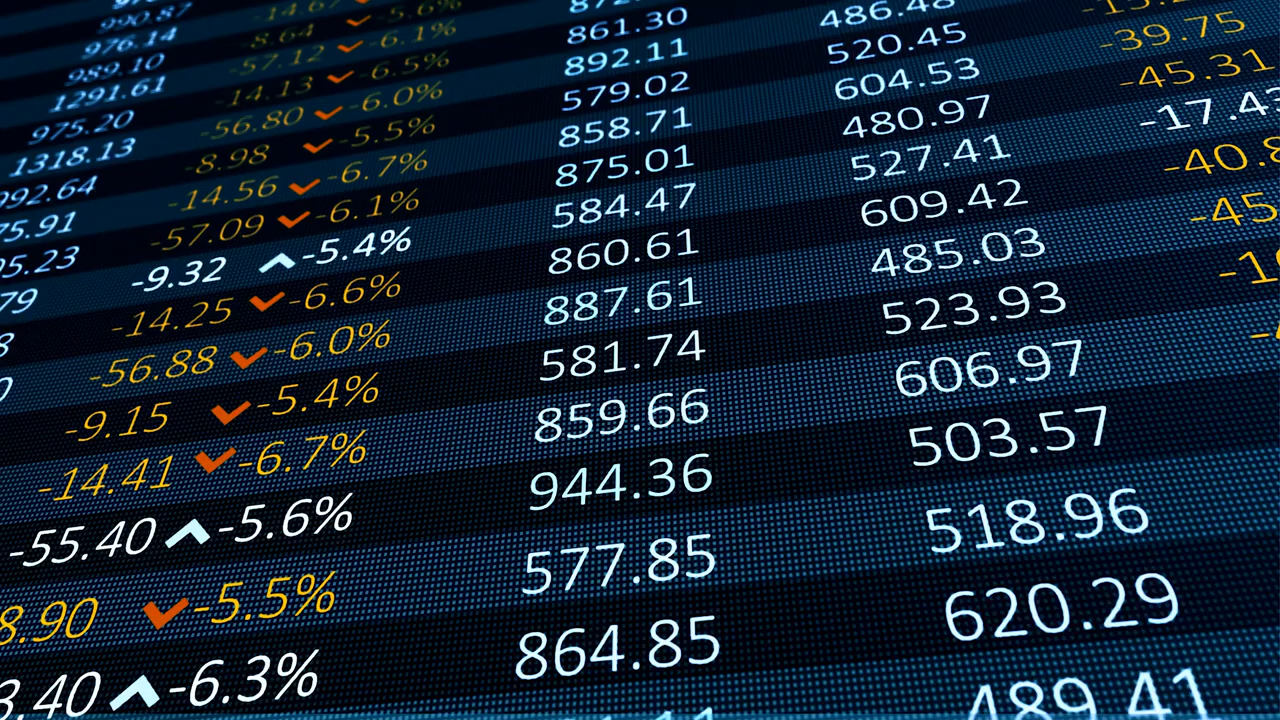 990.87
976.14 -8.64 -5.6%
989.10 -57.12 -6.1% 861.30 486.48
1291.61 -14.13 -6.5% 892.11 520.45 -39.75
975.20 -56.80 -6.0% 579.02 604.53 -45.31
1318.13 -8.98 -5.5% 858.71 480.97 -17.43
992.64 -14.56 -6.7% 875.01 527.41 -40.8
75.91 -57.09 -6.1% 584.47 609.42 -45
95.23 -9.32 -5.4% 860.61 485.03
79 -14.25 -6.6% 887.61 523.93
8 -56.88 -6.0% 581.74 606.97
0 -9.15 -5.4% 859.66 503.57
-14.41 -6.7% 944.36 518.96
-55.40 -5.6% 577.85 620.29
8.90 -5.5% 864.85 489.41
3.40 -6.3%